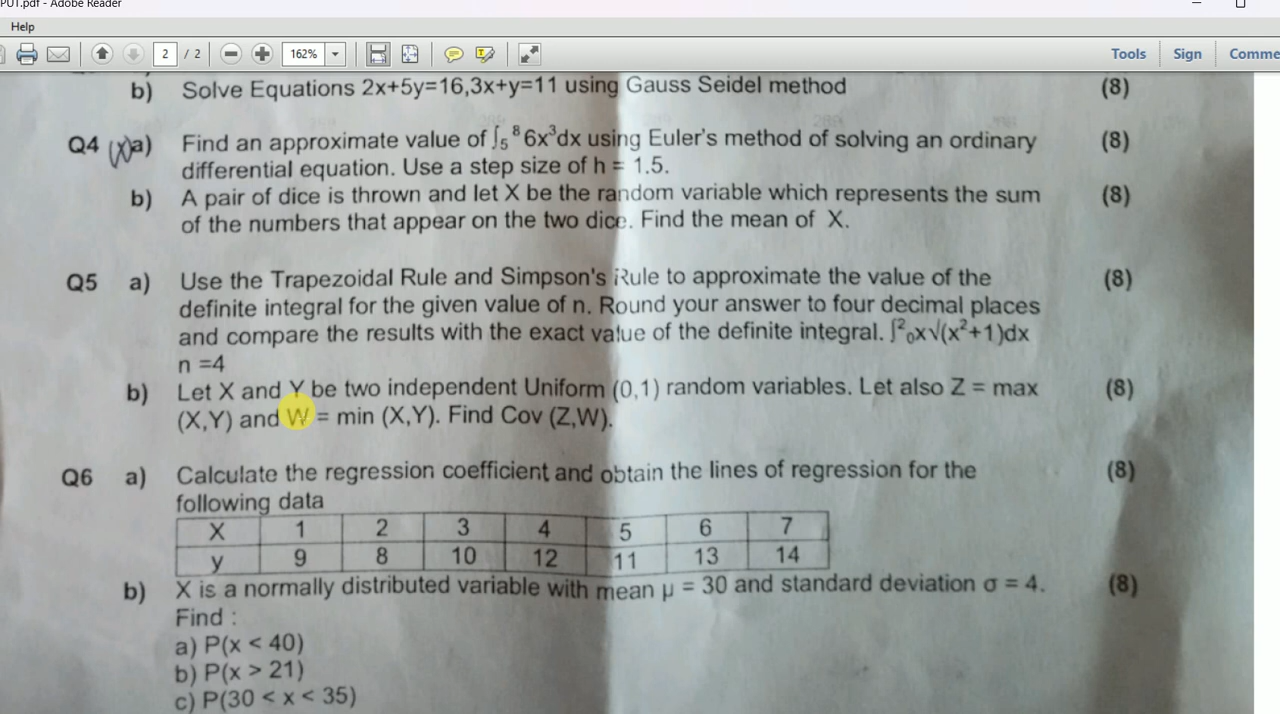 PUT.pdf - Adobe Reader
Help
2 / 2 162% Tools Sign Comme
b) Solve Equations 2x+5y=16,3x+y=11 using Gauss Seidel method (8)
Q4 a) Find an approximate value of ∫₅⁸ 6x³dx using Euler's method of solving an ordinary (8)
differential equation. Use a step size of h = 1.5.
b) A pair of dice is thrown and let X be the random variable which represents the sum (8)
of the numbers that appear on the two dice. Find the mean of X.
Q5 a) Use the Trapezoidal Rule and Simpson's Rule to approximate the value of the (8)
definite integral for the given value of n. Round your answer to four decimal places
and compare the results with the exact value of the definite integral. ∫²₀x√(x²+1)dx
n =4
b) Let X and Y be two independent Uniform (0,1) random variables. Let also Z = max (8)
(X,Y) and W = min (X,Y). Find Cov (Z,W).
Q6 a) Calculate the regression coefficient and obtain the lines of regression for the (8)
following data
X 1 2 3 4 5 6 7
y 9 8 10 12 11 13 14
b) X is a normally distributed variable with mean μ = 30 and standard deviation σ = 4. (8)
Find :
a) P(x < 40)
b) P(x > 21)
c) P(30 < x < 35)